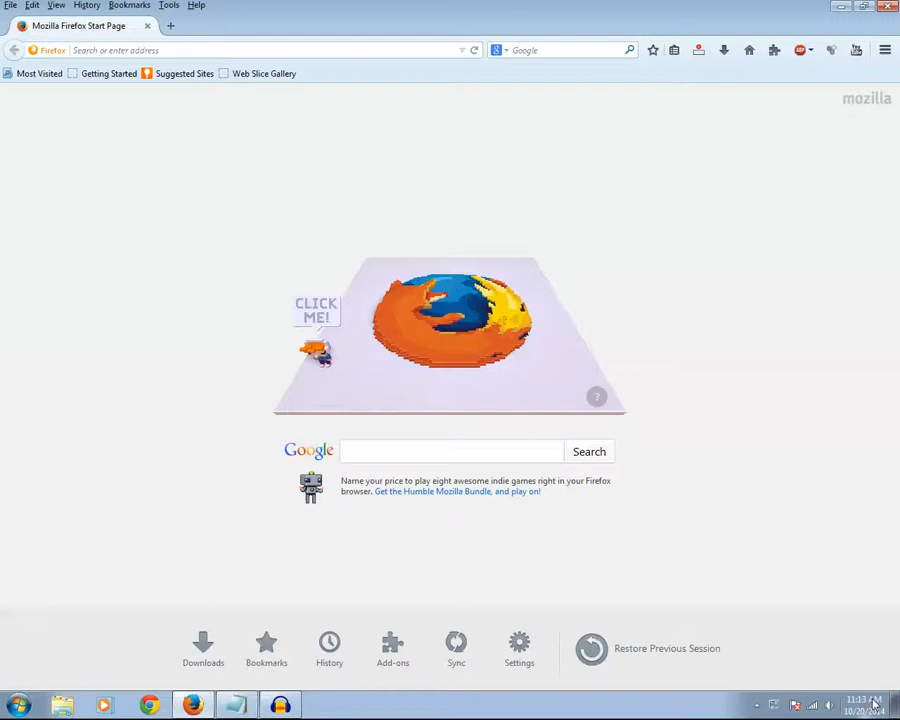 File Edit View History Bookmarks Tools Help
Mozilla Firefox Start Page
Firefox Search or enter address Google
Most Visited Getting Started Suggested Sites Web Slice Gallery
mozilla
CLICK
ME!
?
Google Search
Name your price to play eight awesome indie games right in your Firefox
browser. Get the Humble Mozilla Bundle, and play on!
Downloads Bookmarks History Add-ons Sync Settings Restore Previous Session
11:13 AM